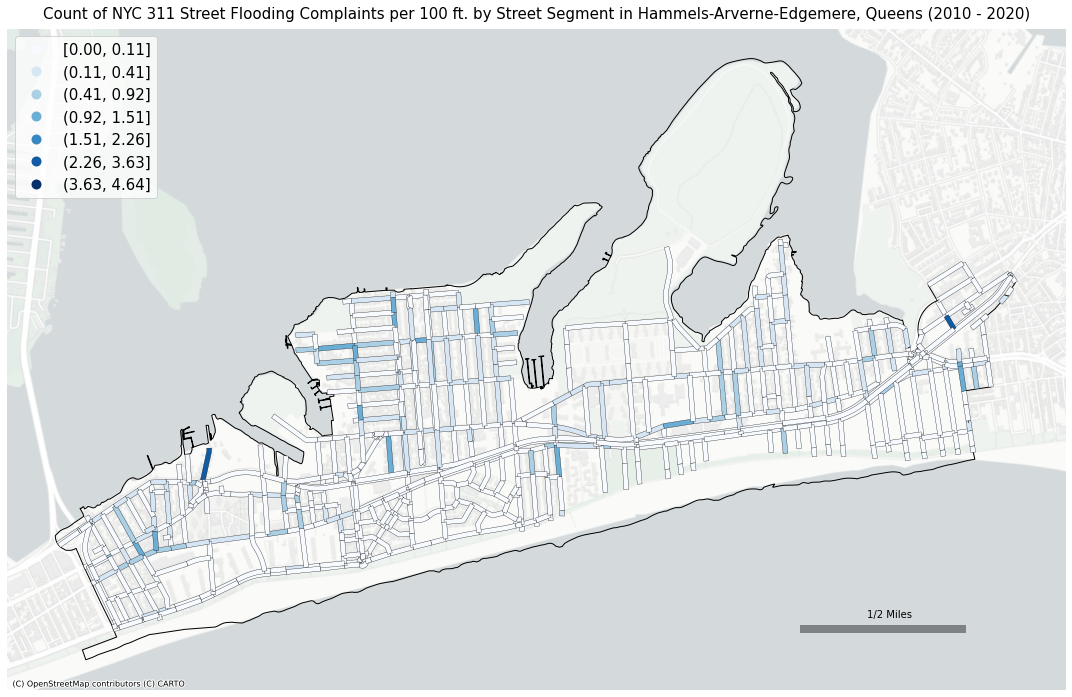 Count of NYC 311 Street Flooding Complaints per 100 ft. by Street Segment in Hammels-Arverne-Edgemere, Queens (2010 - 2020)
[0.00, 0.11]
(0.11, 0.41]
(0.41, 0.92]
(0.92, 1.51]
(1.51, 2.26]
(2.26, 3.63]
(3.63, 4.64]
1/2 Miles
(C) OpenStreetMap contributors (C) CARTO